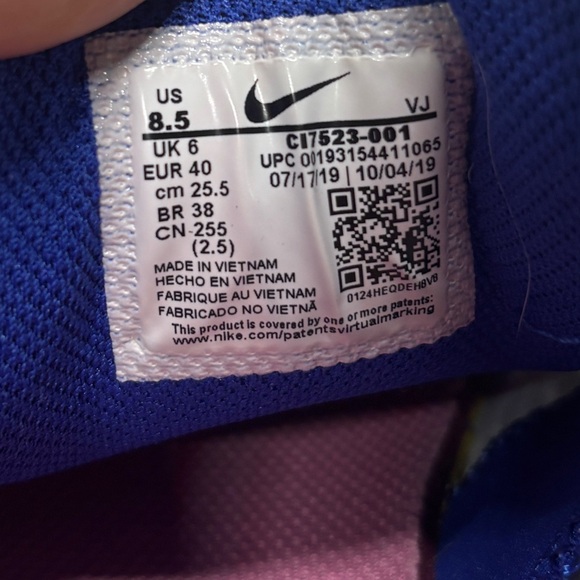 US
8.5
VJ
UK 6
CI7523-001
EUR 40
UPC 00193154411065
cm 25.5
07/17/19 | 10/04/19
BR 38
CN 255
(2.5)
MADE IN VIETNAM
HECHO EN VIETNAM
FABRIQUE AU VIETNAM
FABRICADO NO VIETNÃ
0124HEQDEH8VB
This product is covered by one or more patents:
www.nike.com/patentsvirtualmarking